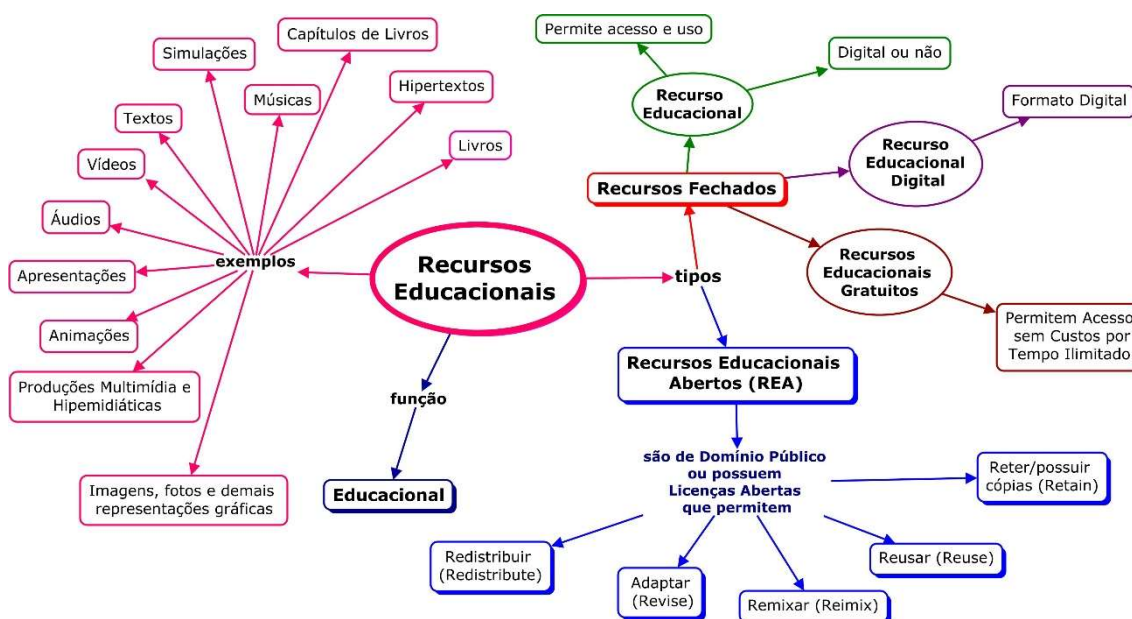 Capítulos de Livros
Simulações
Músicas
Hipertextos
Textos
Livros
Vídeos
Áudios
exemplos
Apresentações
Animações
Produções Multimídia e
Hipemidiáticas
Imagens, fotos e demais
representações gráficas
Recursos
Educacionais
função
Educacional
tipos
Recursos Fechados
Recurso
Educacional
Permite acesso e uso
Digital ou não
Recurso
Educacional
Digital
Formato Digital
Recursos
Educacionais
Gratuitos
Permitem Acesso
sem Custos por
Tempo Ilimitado
Recursos Educacionais
Abertos (REA)
são de Domínio Público
ou possuem
Licenças Abertas
que permitem
Reter/possuir
cópias (Retain)
Reusar (Reuse)
Remixar (Reimix)
Adaptar
(Revise)
Redistribuir
(Redistribute)